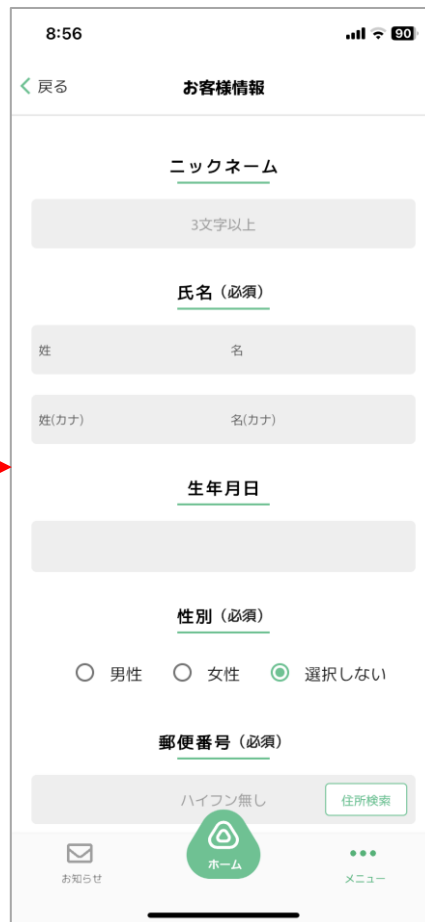 8:56
90
戻る
お客様情報
ニックネーム
3文字以上
氏名（必須）
姓 名
姓(カナ) 名(カナ)
生年月日
性別（必須）
男性 女性 選択しない
郵便番号（必須）
ハイフン無し 住所検索
お知らせ ホーム メニュー